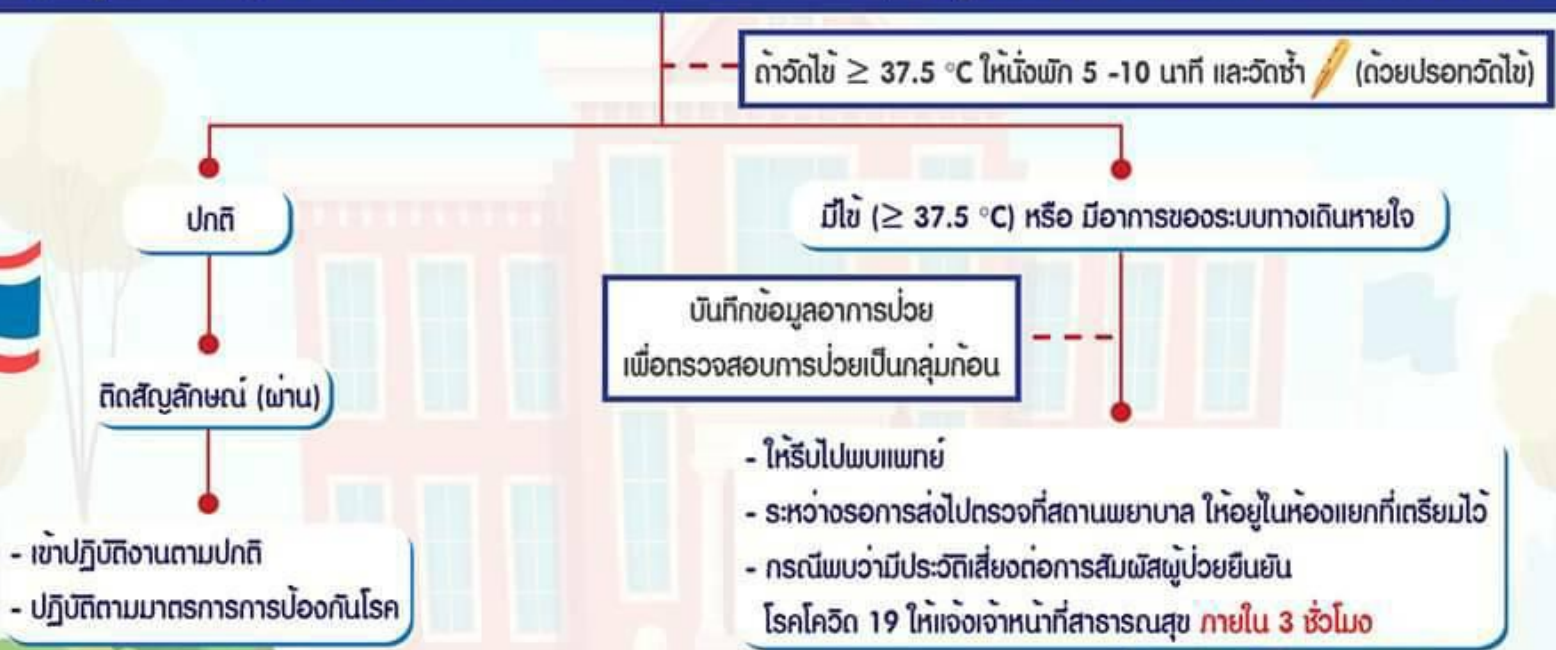 ถ้าวัดไข้ ≥ 37.5 °C ให้นั่งพัก 5 -10 นาที และวัดซ้ำ (ด้วยปรอทวัดไข้)
ปกติ
มีไข้ (≥ 37.5 °C) หรือ มีอาการของระบบทางเดินหายใจ
บันทึกข้อมูลอาการป่วย
เพื่อตรวจสอบการป่วยเป็นกลุ่มก้อน
ติดสัญลักษณ์ (ผ่าน)
- เข้าปฏิบัติงานตามปกติ
- ปฏิบัติตามมาตรการการป้องกันโรค
- ให้รีบไปพบแพทย์
- ระหว่างรอการส่งไปตรวจที่สถานพยาบาล ให้อยู่ในห้องแยกที่เตรียมไว้
- กรณีพบว่ามีประวัติเสี่ยงต่อการสัมผัสผู้ป่วยยืนยัน
โรคโควิด 19 ให้แจ้งเจ้าหน้าที่สาธารณสุข ภายใน 3 ชั่วโมง